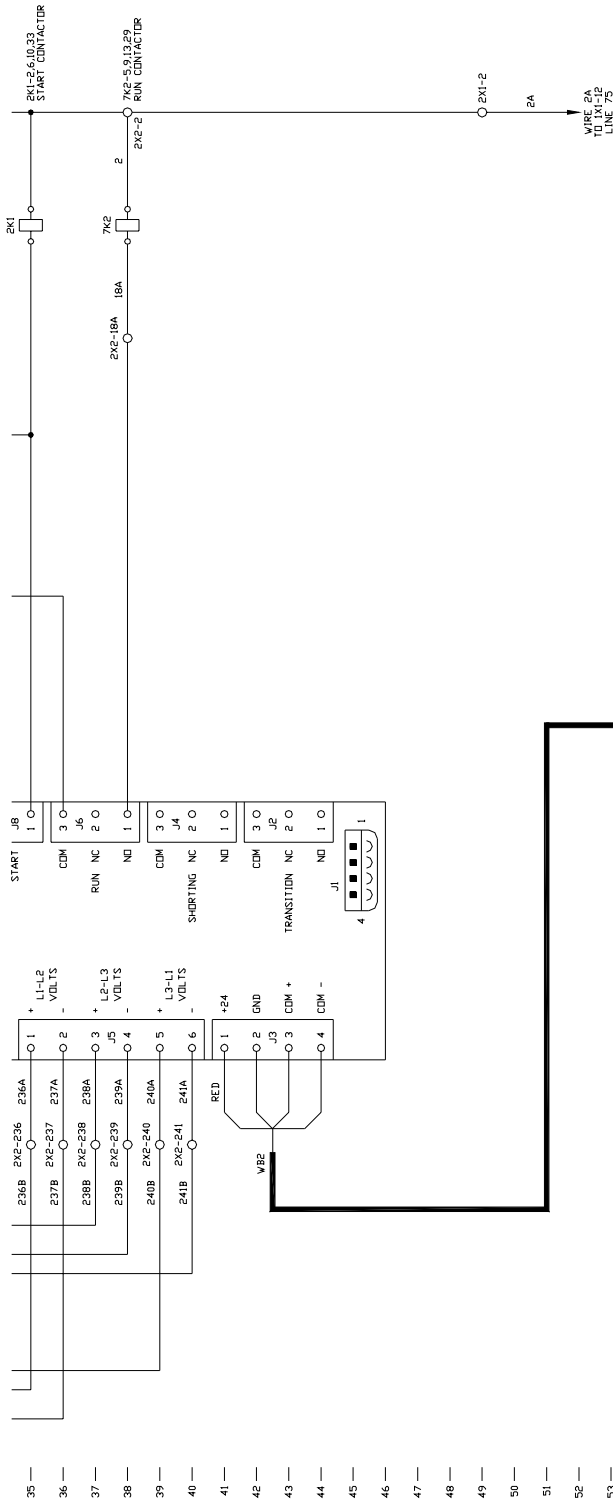 35
236B
2X2-236
236A
1
+
L1-L2
VOLTS
START
J8
1
2K1
2K1-2,6,10,33
START CONTACTOR
36
237B
2X2-237
237A
2
-
COM
3
37
238B
2X2-238
238A
3
+
L2-L3
VOLTS
RUN
NC
2
J6
38
239B
2X2-239
239A
4
-
J5
NO
1
2X2-18A
18A
7K2
2
2X2-2
7K2-5,9,13,29
RUN CONTACTOR
39
240B
2X2-240
240A
5
+
L3-L1
VOLTS
COM
3
40
241B
2X2-241
241A
6
-
SHORTING
NC
2
J4
41
RED
1
+24
NO
1
42
WB2
2
GND
J3
COM
3
43
3
COM +
TRANSITION
NC
2
J2
44
4
COM -
NO
1
45
4
J1
1
46
47
48
49
2X1-2
50
2A
51
52
WIRE 2A
TO 1X1-12
LINE 75
53